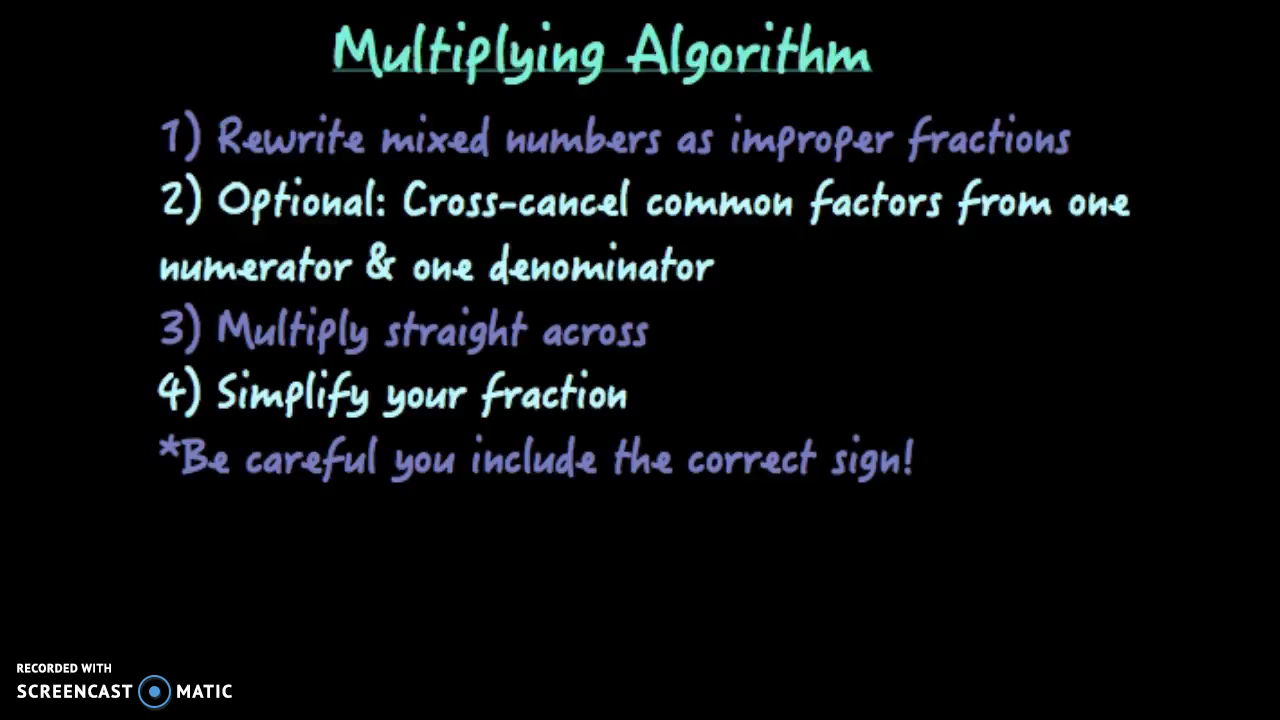 Multiplying Algorithm
1) Rewrite mixed numbers as improper fractions
2) Optional: Cross-cancel common factors from one
numerator & one denominator
3) Multiply straight across
4) Simplify your fraction
*Be careful you include the correct sign!
RECORDED WITH
SCREENCAST MATIC